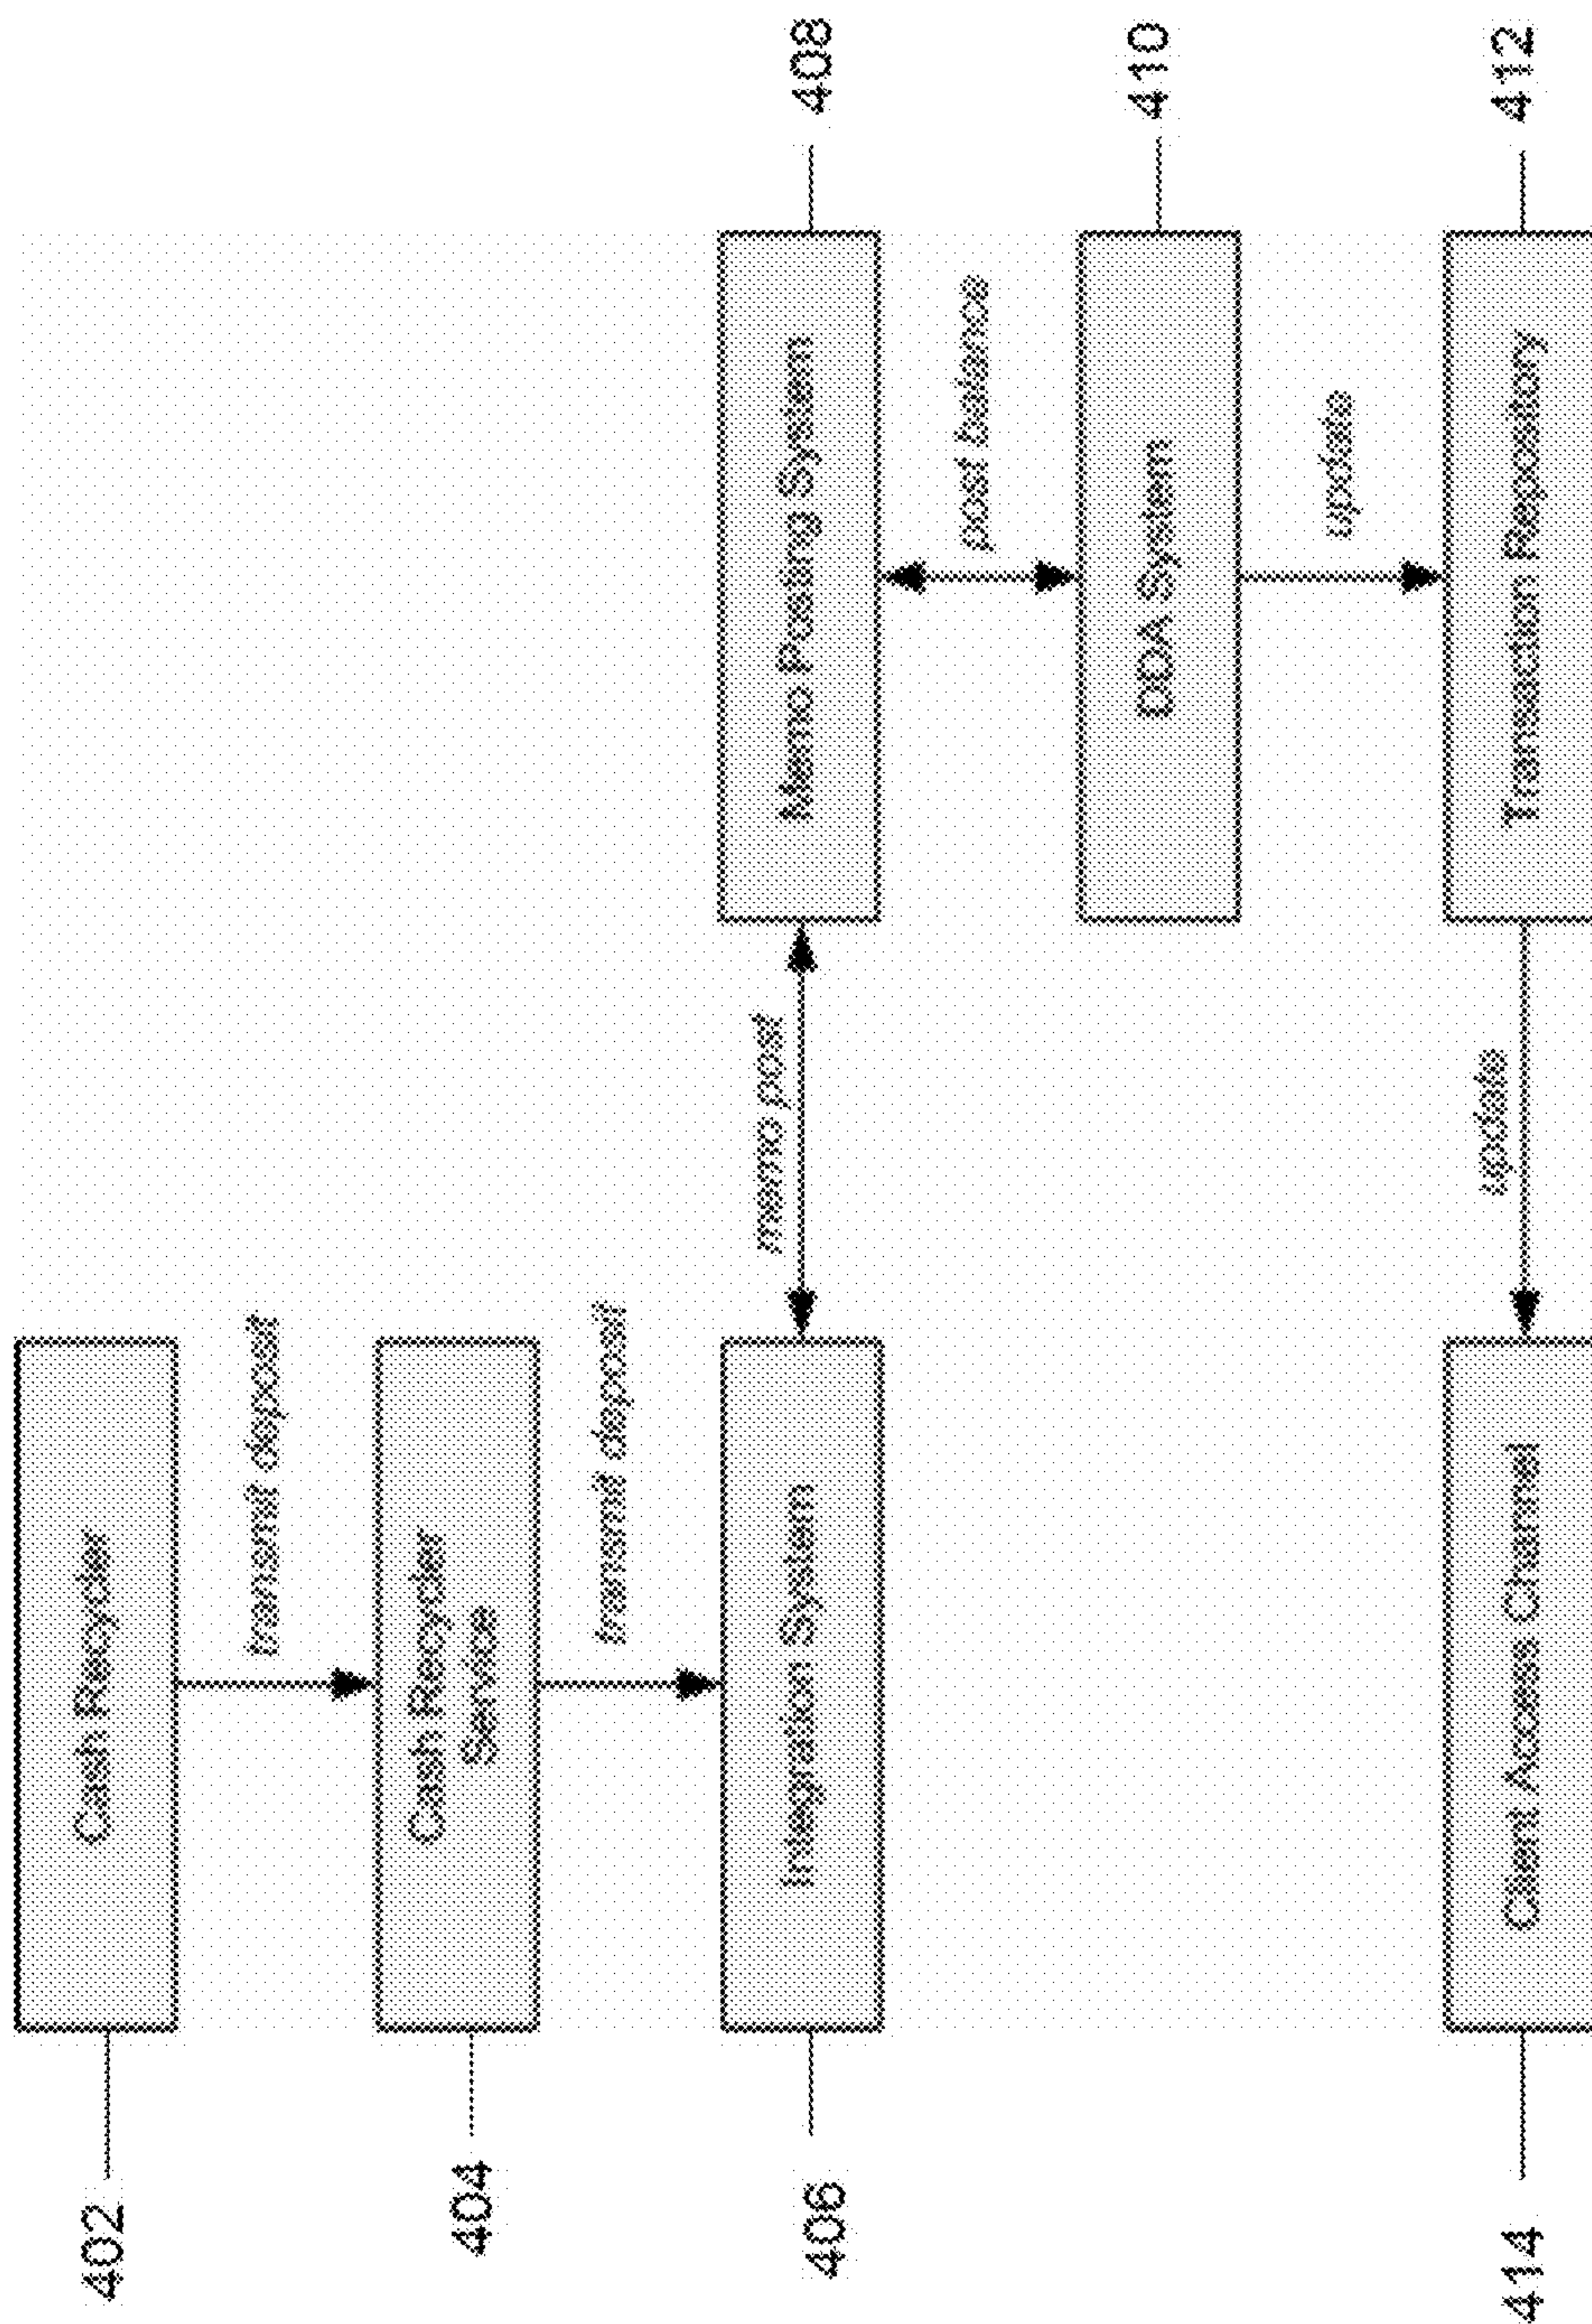 402
Cash Recycler
transmit deposit
404
Cash Recycler
Service
transmit deposit
406
Integration System
memo post
Memo Posting System
408
post balance
DDA System
410
update
414
Client Access Channel
update
Transaction Repository
412